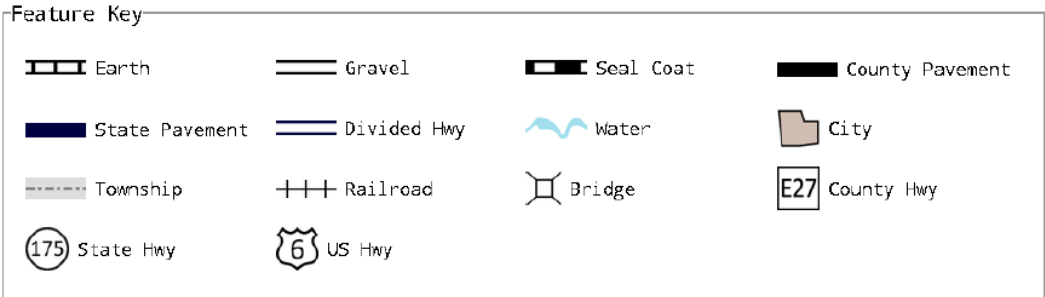 Feature Key
Earth Gravel Seal Coat County Pavement
State Pavement Divided Hwy Water City
Township Railroad Bridge E27 County Hwy
175 State Hwy 6 US Hwy